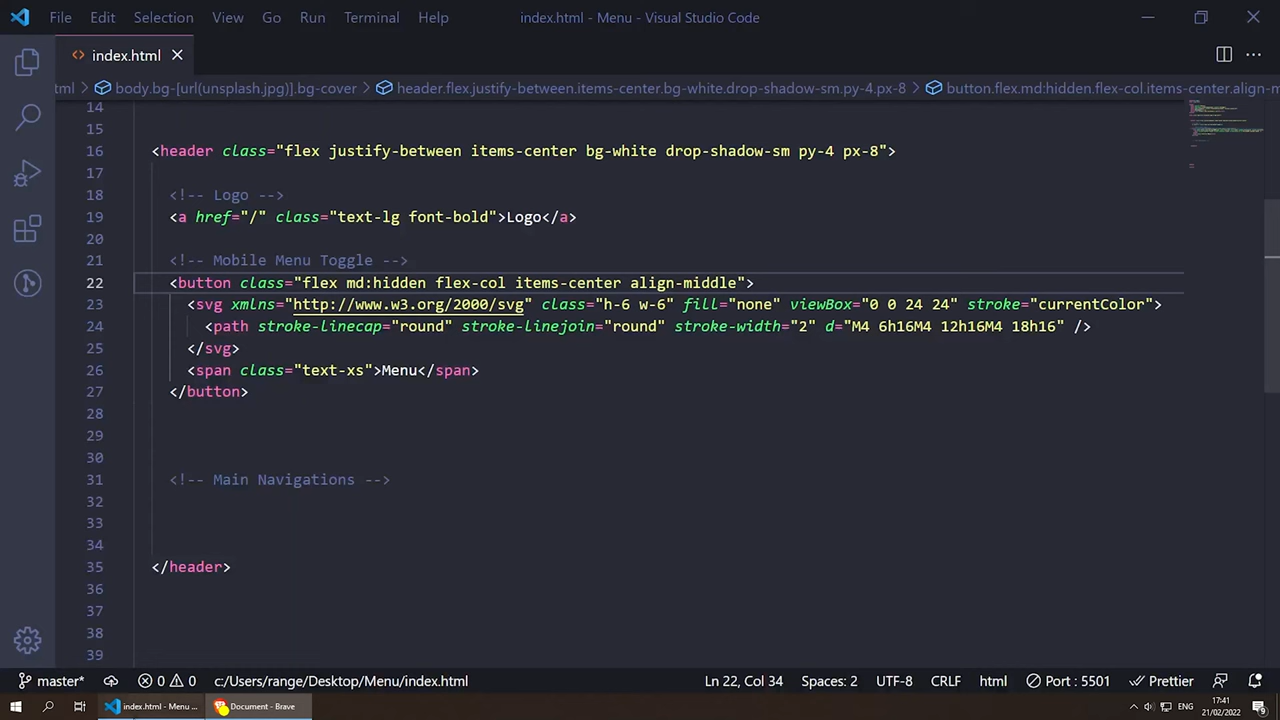 File Edit Selection View Go Run Terminal Help index.html - Menu - Visual Studio Code
index.html
tml > body.bg-[url(unsplash.jpg)].bg-cover > header.flex.justify-between.items-center.bg-white.drop-shadow-sm.py-4.px-8 > button.flex.md:hidden.flex-col.items-center.align-m
14
15
16 <header class="flex justify-between items-center bg-white drop-shadow-sm py-4 px-8">
17
18 <!-- Logo -->
19 <a href="/" class="text-lg font-bold">Logo</a>
20
21 <!-- Mobile Menu Toggle -->
22 <button class="flex md:hidden flex-col items-center align-middle">
23 <svg xmlns="http://www.w3.org/2000/svg" class="h-6 w-6" fill="none" viewBox="0 0 24 24" stroke="currentColor">
24 <path stroke-linecap="round" stroke-linejoin="round" stroke-width="2" d="M4 6h16M4 12h16M4 18h16" />
25 </svg>
26 <span class="text-xs">Menu</span>
27 </button>
28
29
30
31 <!-- Main Navigations -->
32
33
34
35 </header>
36
37
38
39
master* 0 0 c:/Users/range/Desktop/Menu/index.html Ln 22, Col 34 Spaces: 2 UTF-8 CRLF html Port : 5501 Prettier
index.html - Menu ... Document - Brave ENG 17:41
21/02/2022